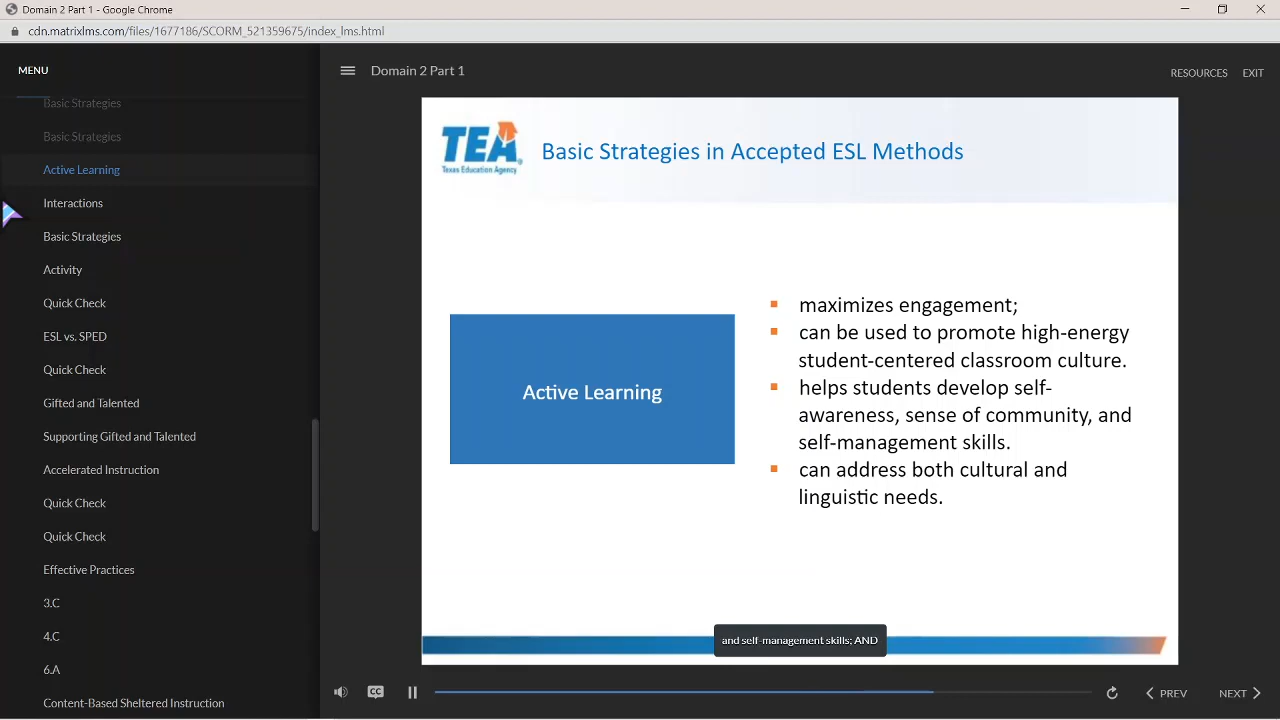 Domain 2 Part 1 - Google Chrome
cdn.matrixlms.com/files/1677186/SCORM_521359675/index_lms.html
MENU
Basic Strategies
Basic Strategies
Active Learning
Interactions
Basic Strategies
Activity
Quick Check
ESL vs. SPED
Quick Check
Gifted and Talented
Supporting Gifted and Talented
Accelerated Instruction
Quick Check
Quick Check
Effective Practices
3.C
4.C
6.A
Content-Based Sheltered Instruction
Domain 2 Part 1
RESOURCES
EXIT
TEA
Texas Education Agency
Basic Strategies in Accepted ESL Methods
Active Learning
▪ maximizes engagement;
▪ can be used to promote high-energy
student-centered classroom culture.
▪ helps students develop self-
awareness, sense of community, and
self-management skills.
▪ can address both cultural and
linguistic needs.
and self-management skills; AND
CC
PREV
NEXT